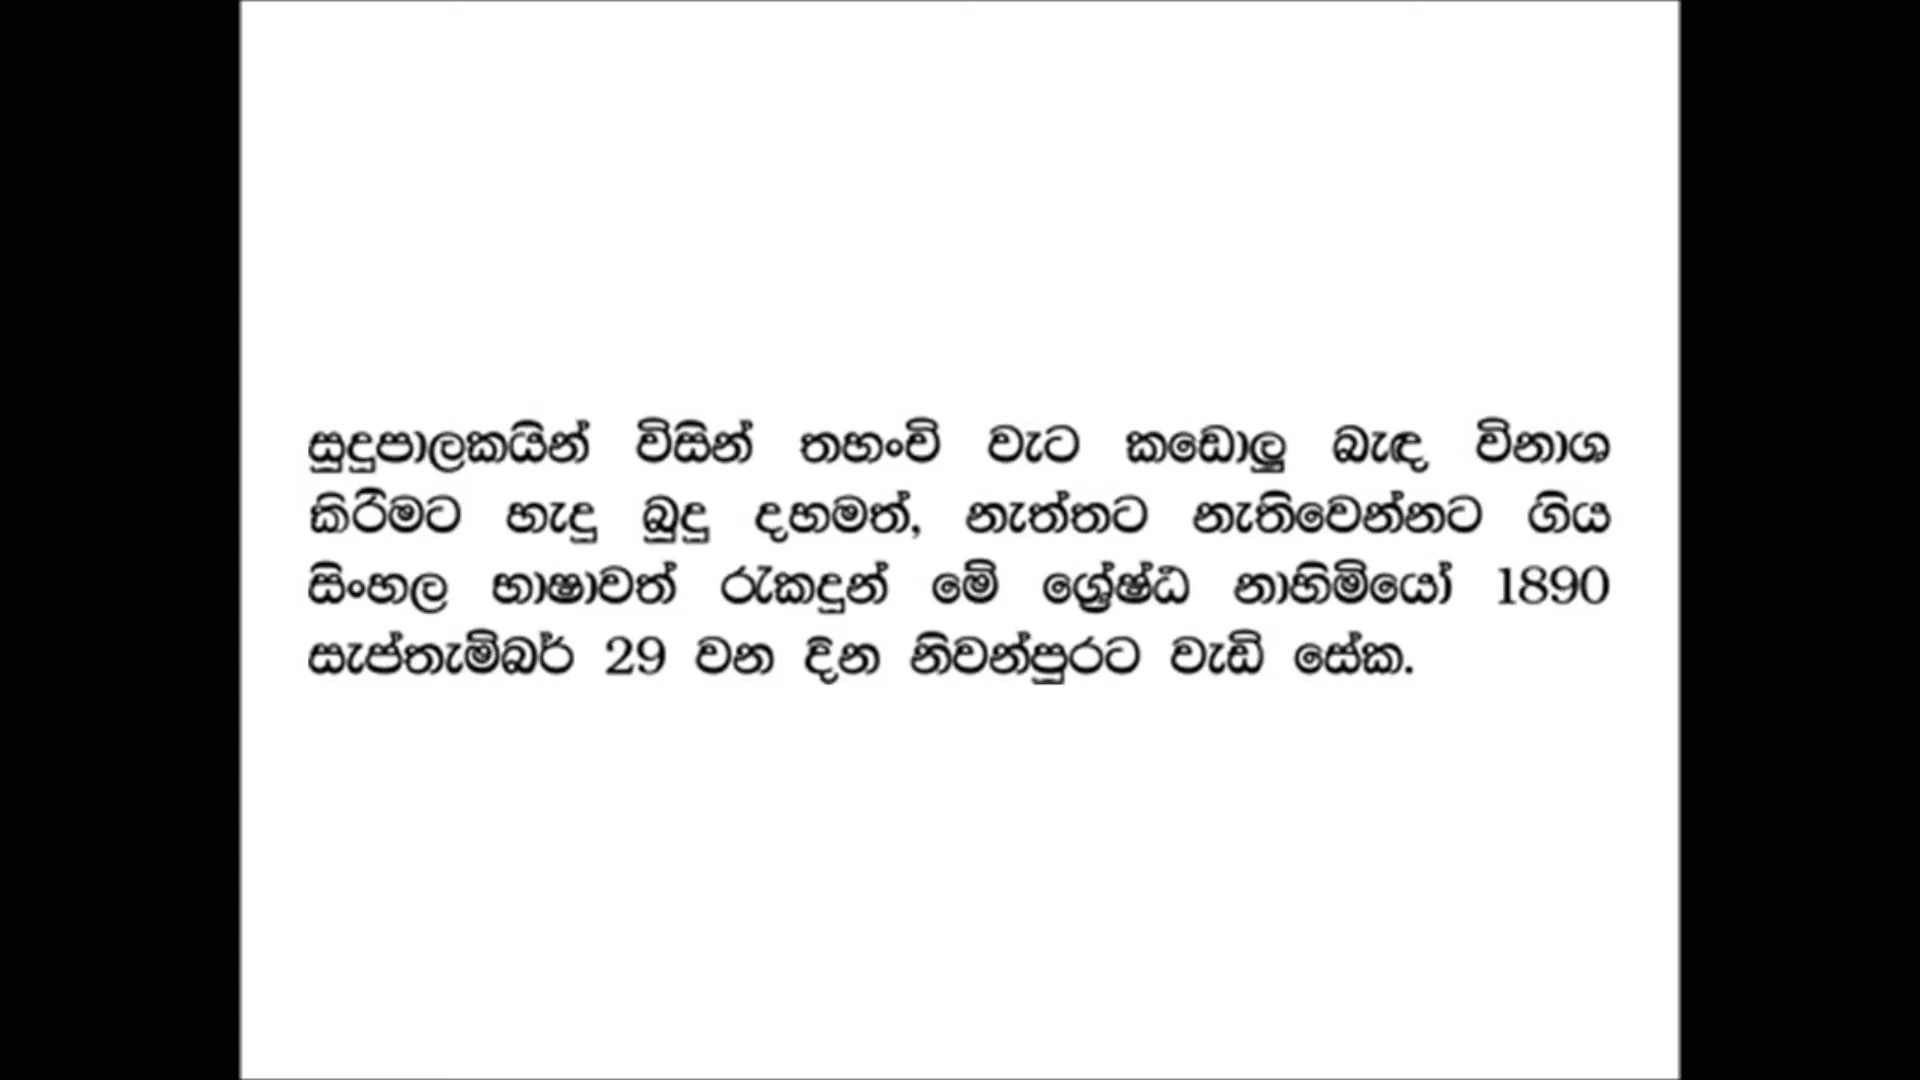 සුදුපාලකයින් විසින් තහංචි වැට කඩොලු බැඳ විනාශ
කිරීමට හැදු බුදු දහමත්, නැත්තට නැතිවෙන්නට ගිය
සිංහල භාෂාවත් රැකදුන් මේ ශ්‍රේෂ්ඨ නාහිමියෝ 1890
සැප්තැම්බර් 29 වන දින නිවන්පුරට වැඩි සේක.